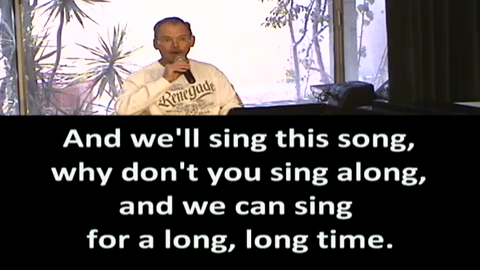 Renegade
And we'll sing this song,
why don't you sing along,
and we can sing
for a long, long time.